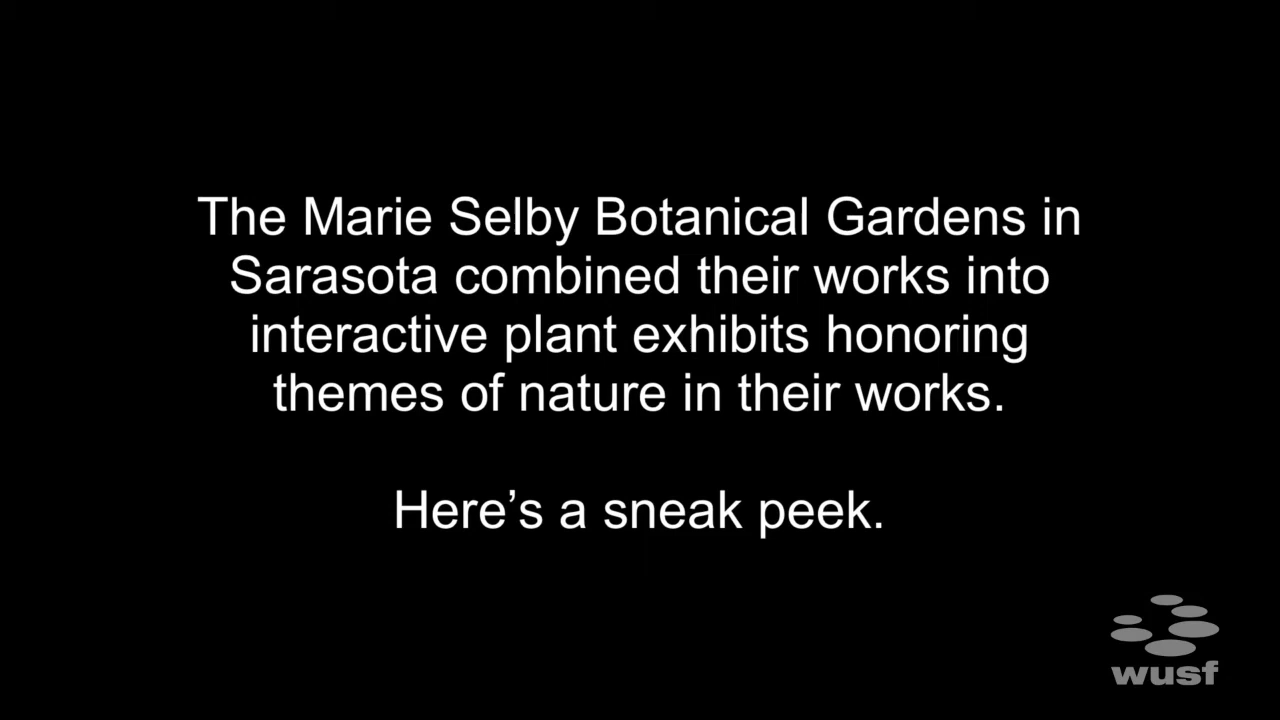 The Marie Selby Botanical Gardens in
Sarasota combined their works into
interactive plant exhibits honoring
themes of nature in their works.
Here’s a sneak peek.
wusf